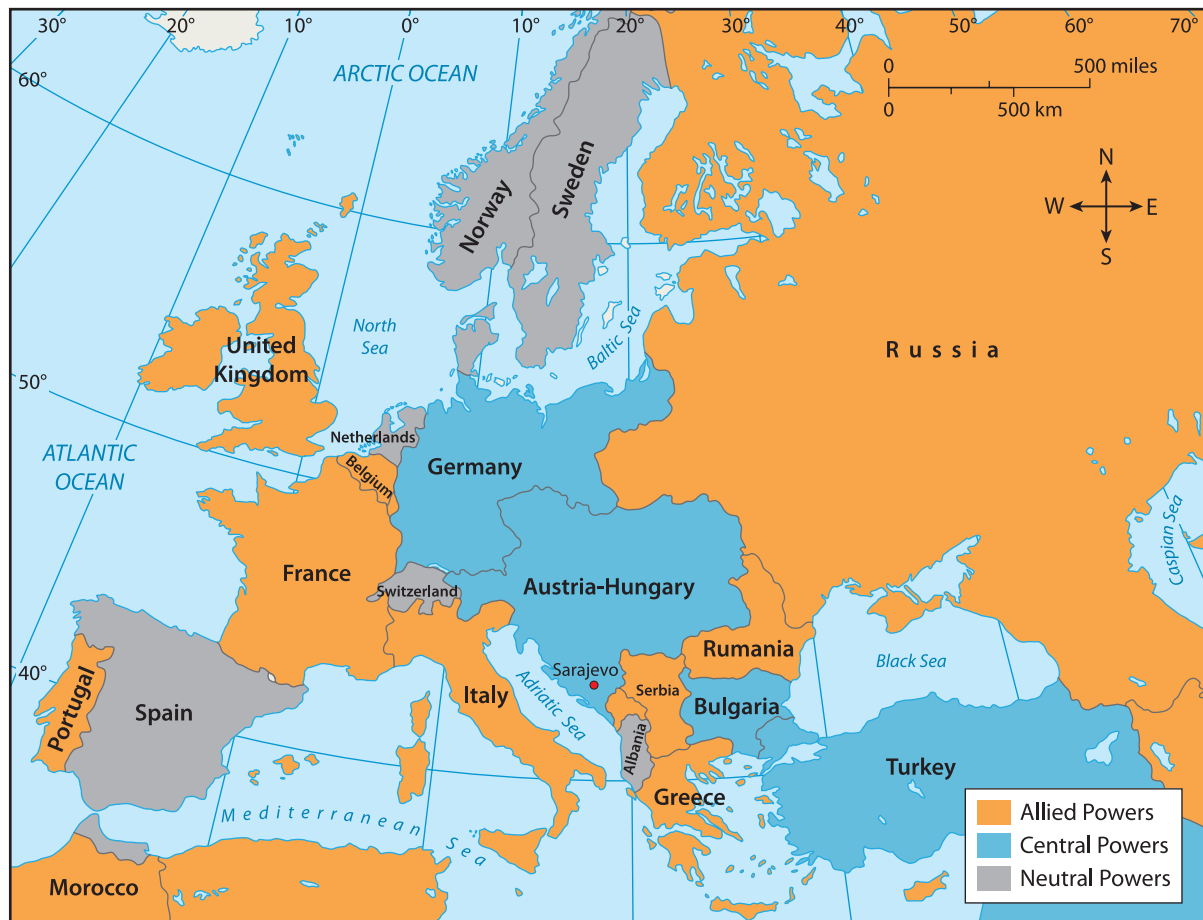 30° 20° 10° 0° 10° 20° 30° 40° 50° 60° 70°
60°
ARCTIC OCEAN
0 500 miles
0 500 km
N
W E
S
Norway
Sweden
North
Sea
Baltic Sea
United
Kingdom
Russia
50°
Netherlands
Belgium
Germany
ATLANTIC
OCEAN
Caspian Sea
France
Switzerland
Austria-Hungary
Rumania
Black Sea
40°
Sarajevo
Portugal
Spain
Italy
Adriatic Sea
Serbia
Bulgaria
Albania
Greece
Turkey
Mediterranean Sea
Morocco
Allied Powers
Central Powers
Neutral Powers